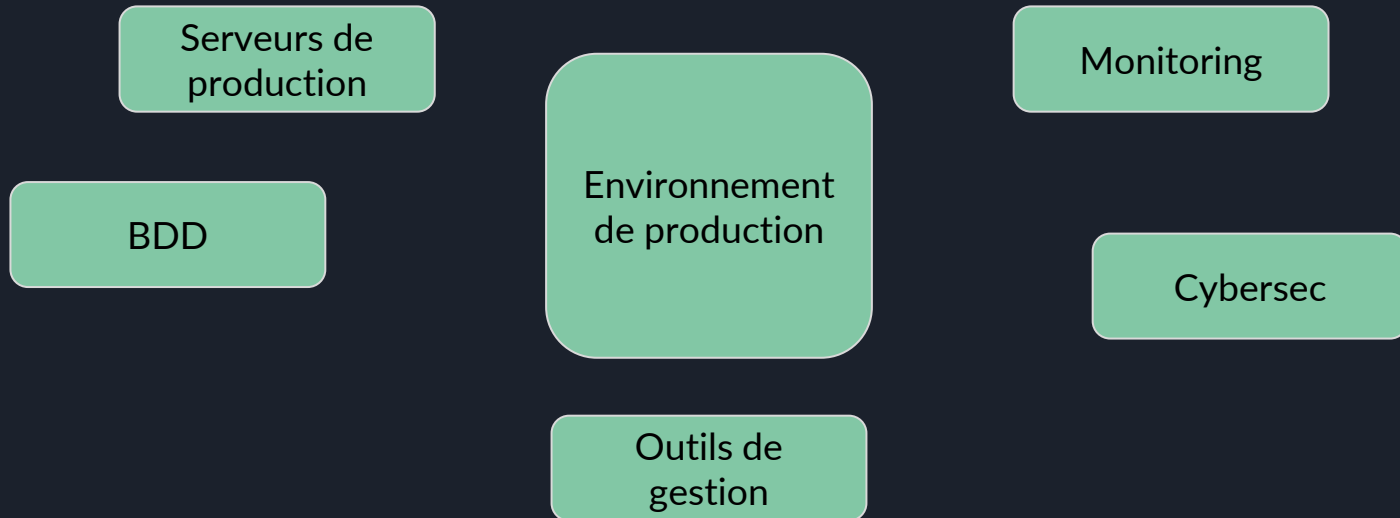 Serveurs de
production
Monitoring
Environnement
de production
BDD
Cybersec
Outils de
gestion